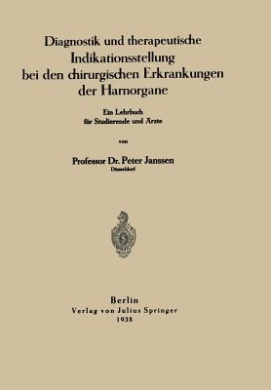 Diagnostik und therapeutische
Indikationsstellung
bei den chirurgischen Erkrankungen
der Harnorgane
Ein Lehrbuch
für Studierende und Ärzte
von
Professor Dr. Peter Janssen
Düsseldorf
Berlin
Verlag von Julius Springer
1928